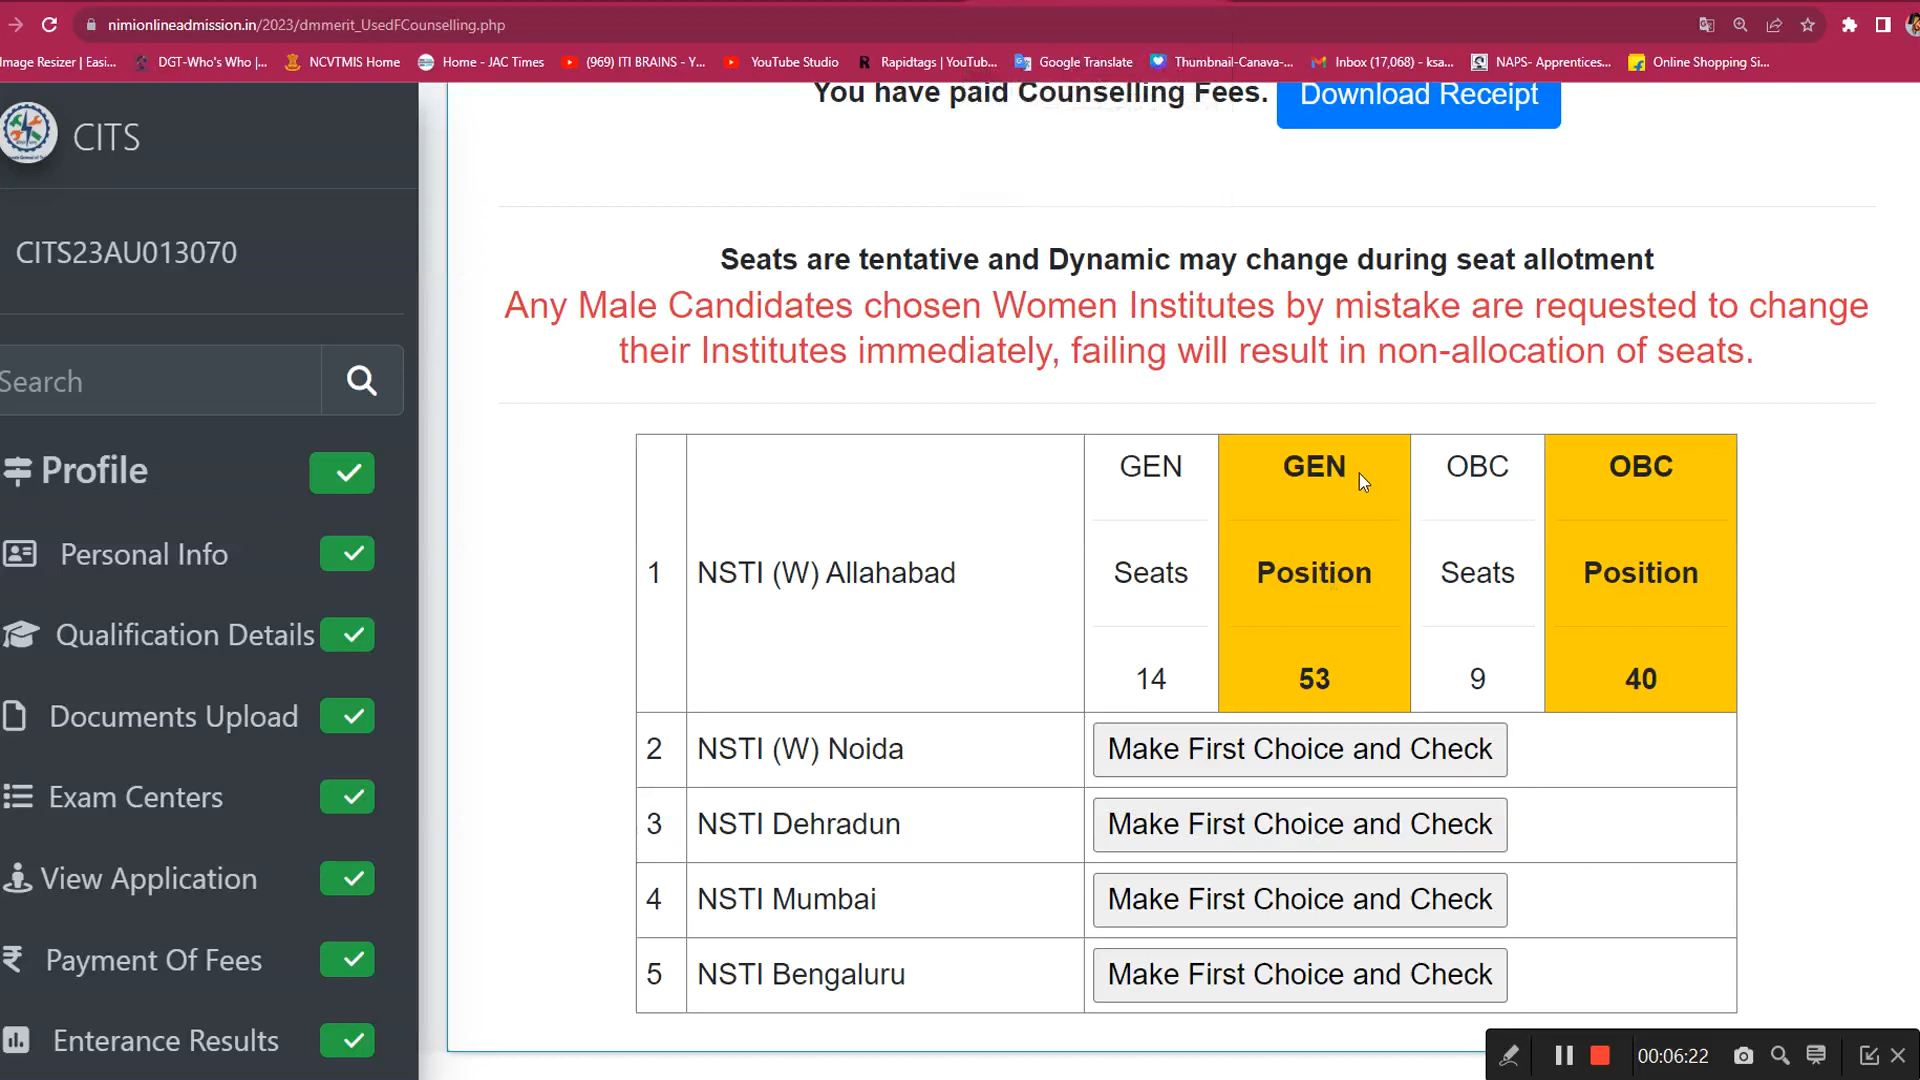 nimionlineadmission.in/2023/dmmerit_UsedFCounselling.php
Image Resizer | Easi...
DGT-Who's Who |...
NCVTMIS Home
Home - JAC Times
(969) ITI BRAINS - Y...
YouTube Studio
Rapidtags | YouTub...
Google Translate
Thumbnail-Canva-...
Inbox (17,068) - ksa...
NAPS- Apprentices...
Online Shopping Si...
CITS
CITS23AU013070
Search
Profile
Personal Info
Qualification Details
Documents Upload
Exam Centers
View Application
Payment Of Fees
Enterance Results
You have paid Counselling Fees.
Download Receipt
Seats are tentative and Dynamic may change during seat allotment
Any Male Candidates chosen Women Institutes by mistake are requested to change
their Institutes immediately, failing will result in non-allocation of seats.
GEN GEN OBC OBC
1 NSTI (W) Allahabad Seats Position Seats Position
14 53 9 40
2 NSTI (W) Noida Make First Choice and Check
3 NSTI Dehradun Make First Choice and Check
4 NSTI Mumbai Make First Choice and Check
5 NSTI Bengaluru Make First Choice and Check
00:06:22